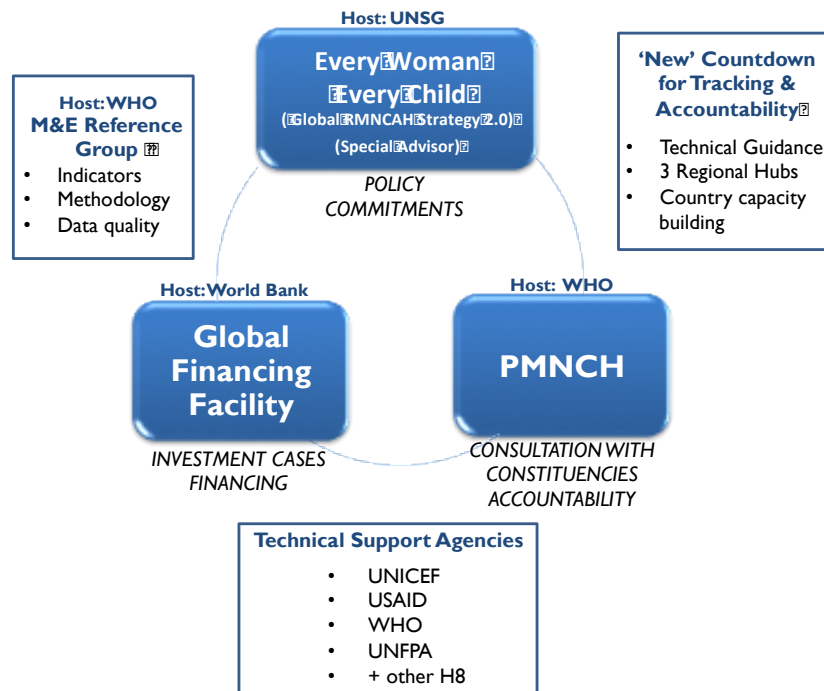 Host: UNSG
Every Woman
Every Child
(Global RMNCAH Strategy 2.0)
(Special Advisor)
POLICY
COMMITMENTS
Host: WHO
M&E Reference
Group
• Indicators
• Methodology
• Data quality
‘New’ Countdown
for Tracking &
Accountability
• Technical Guidance
• 3 Regional Hubs
• Country capacity
building
Host: World Bank
Global
Financing
Facility
INVESTMENT CASES
FINANCING
Host: WHO
PMNCH
CONSULTATION WITH
CONSTITUENCIES
ACCOUNTABILITY
Technical Support Agencies
• UNICEF
• USAID
• WHO
• UNFPA
• + other H8